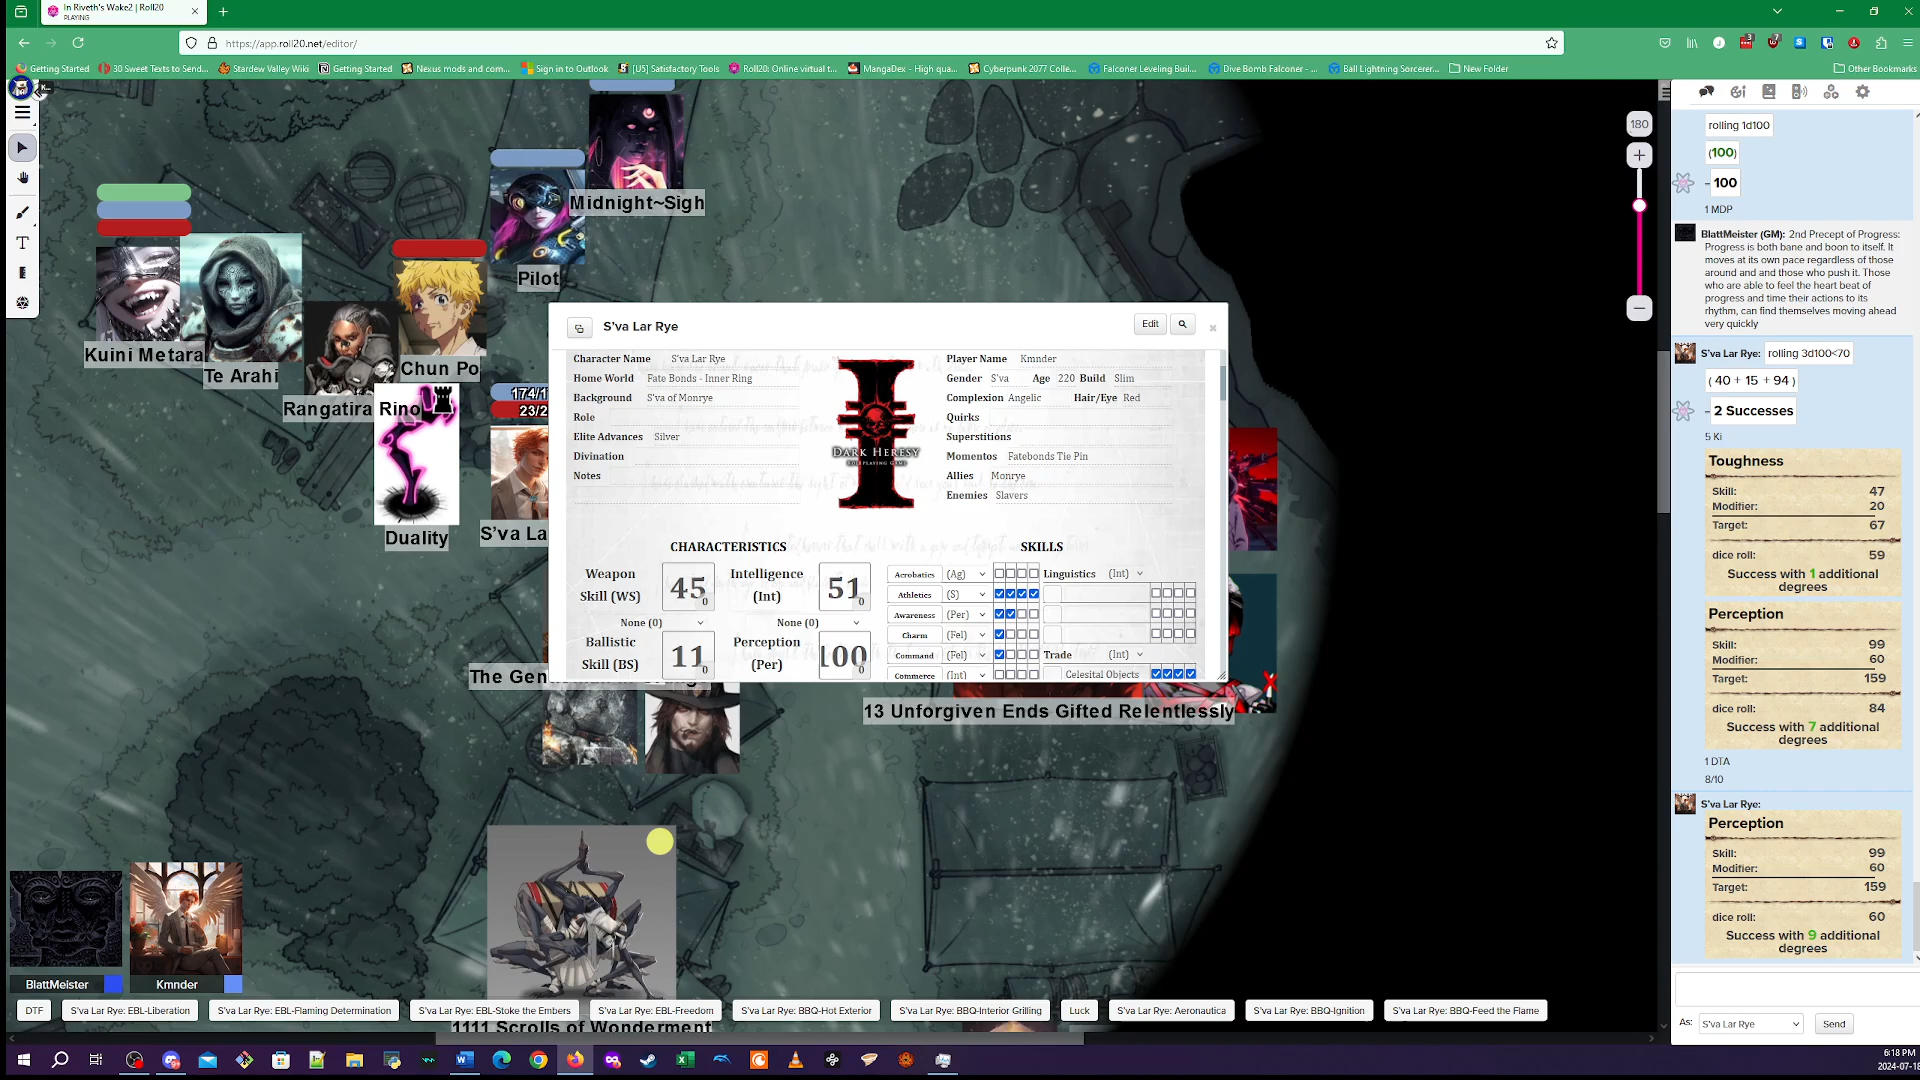 In Riveth's Wake2 | Roll20
PLAYING
https://app.roll20.net/editor/
Getting Started
30 Sweet Texts to Send...
Stardew Valley Wiki
Getting Started
Nexus mods and com...
Sign in to Outlook
[U5] Satisfactory Tools
Roll20: Online virtual t...
MangaDex - High qua...
Cyberpunk 2077 Colle...
Falconer Leveling Buil...
Dive Bomb Falconer - ...
Ball Lightning Sorcerer...
New Folder
Other Bookmarks
Midnight~Sigh
Pilot
Kuini Metara
Te Arahi
Chun Po
Rangatira Rino
174/1
23/2
Duality
S'va La
The Gen
13 Unforgiven Ends Gifted Relentlessly
1111 Scrolls of Wonderment
180
S'va Lar Rye
Edit
Character Name S'va Lar Rye
Home World Fate Bonds - Inner Ring
Background S'va of Monrye
Role
Elite Advances Silver
Divination
Notes
DARK HERESY
ROLEPLAYING GAME
Player Name Kmnder
Gender S'va Age 220 Build Slim
Complexion Angelic Hair/Eye Red
Quirks
Superstitions
Momentos Fatebonds Tie Pin
Allies Monrye
Enemies Slavers
CHARACTERISTICS
Weapon Skill (WS) 45 0
Intelligence (Int) 51 0
None (0) None (0)
Ballistic Skill (BS) 11 0
Perception (Per) 100 0
SKILLS
Acrobatics (Ag)
Athletics (S)
Awareness (Per)
Charm (Fel)
Command (Fel)
Commerce (Int)
Linguistics (Int)
Trade (Int)
Celesital Objects
rolling 1d100
(100)
= 100
1 MDP
BlattMeister (GM): 2nd Precept of Progress:
Progress is both bane and boon to itself. It
moves at its own pace regardless of those
around and and those who push it. Those
who are able to feel the heart beat of
progress and time their actions to its
rhythm, can find themselves moving ahead
very quickly
S'va Lar Rye: rolling 3d100<70
( 40 + 15 + 94 )
= 2 Successes
5 Ki
Toughness
Skill: 47
Modifier: 20
Target: 67
dice roll: 59
Success with 1 additional
degrees
Perception
Skill: 99
Modifier: 60
Target: 159
dice roll: 84
Success with 7 additional
degrees
1 DTA
8/10
S'va Lar Rye:
Perception
Skill: 99
Modifier: 60
Target: 159
dice roll: 60
Success with 9 additional
degrees
As: S'va Lar Rye Send
BlattMeister
Kmnder
DTF
S'va Lar Rye: EBL-Liberation
S'va Lar Rye: EBL-Flaming Determination
S'va Lar Rye: EBL-Stoke the Embers
S'va Lar Rye: EBL-Freedom
S'va Lar Rye: BBQ-Hot Exterior
S'va Lar Rye: BBQ-Interior Grilling
Luck
S'va Lar Rye: Aeronautica
S'va Lar Rye: BBQ-Ignition
S'va Lar Rye: BBQ-Feed the Flame
6:18 PM
2024-07-18